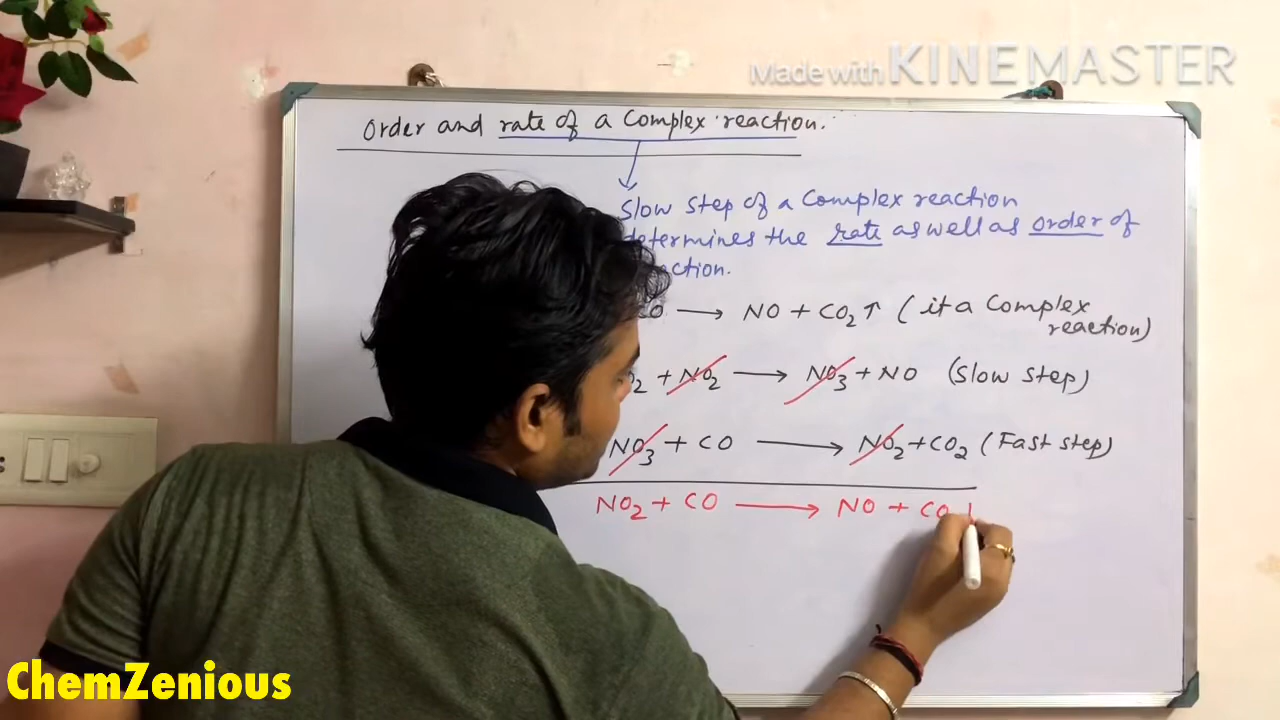 Made with KINEMASTER
Order and rate of a Complex reaction.
Slow step of a Complex reaction
determines the rate as well as order of
reaction.
CO → NO + CO₂↑ (it a Complex
reaction)
+ NO₂ → NO₃ + NO (Slow step)
NO₃ + CO → NO₂ + CO₂ (Fast step)
NO₂ + CO → NO + CO
ChemZenious